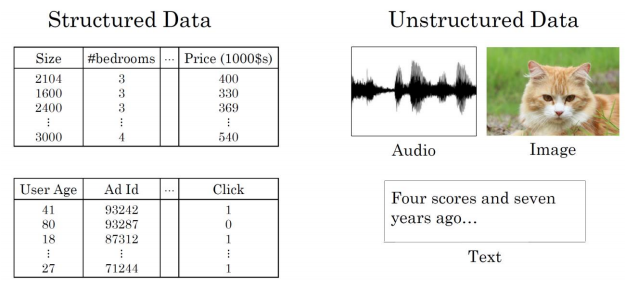 Structured Data
Size #bedrooms ... Price (1000$s)
2104 3 400
1600 3 330
2400 3 369
⋮ ⋮ ⋮
3000 4 540
User Age Ad Id ... Click
41 93242 1
80 93287 0
18 87312 1
⋮ ⋮ ⋮
27 71244 1
Unstructured Data
Audio
Image
Four scores and seven
years ago...
Text